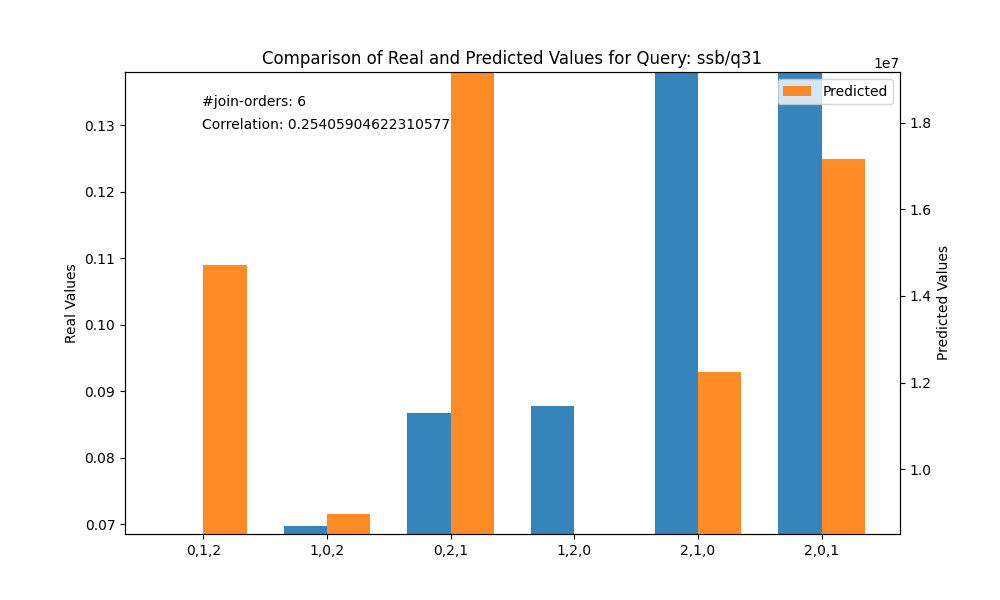 Comparison of Real and Predicted Values for Query: ssb/q31
1e7
#join-orders: 6
Correlation: 0.25405904622310577
Predicted
Real Values
0.13
0.12
0.11
0.10
0.09
0.08
0.07
1.8
1.6
1.4
1.2
1.0
Predicted Values
0,1,2
1,0,2
0,2,1
1,2,0
2,1,0
2,0,1